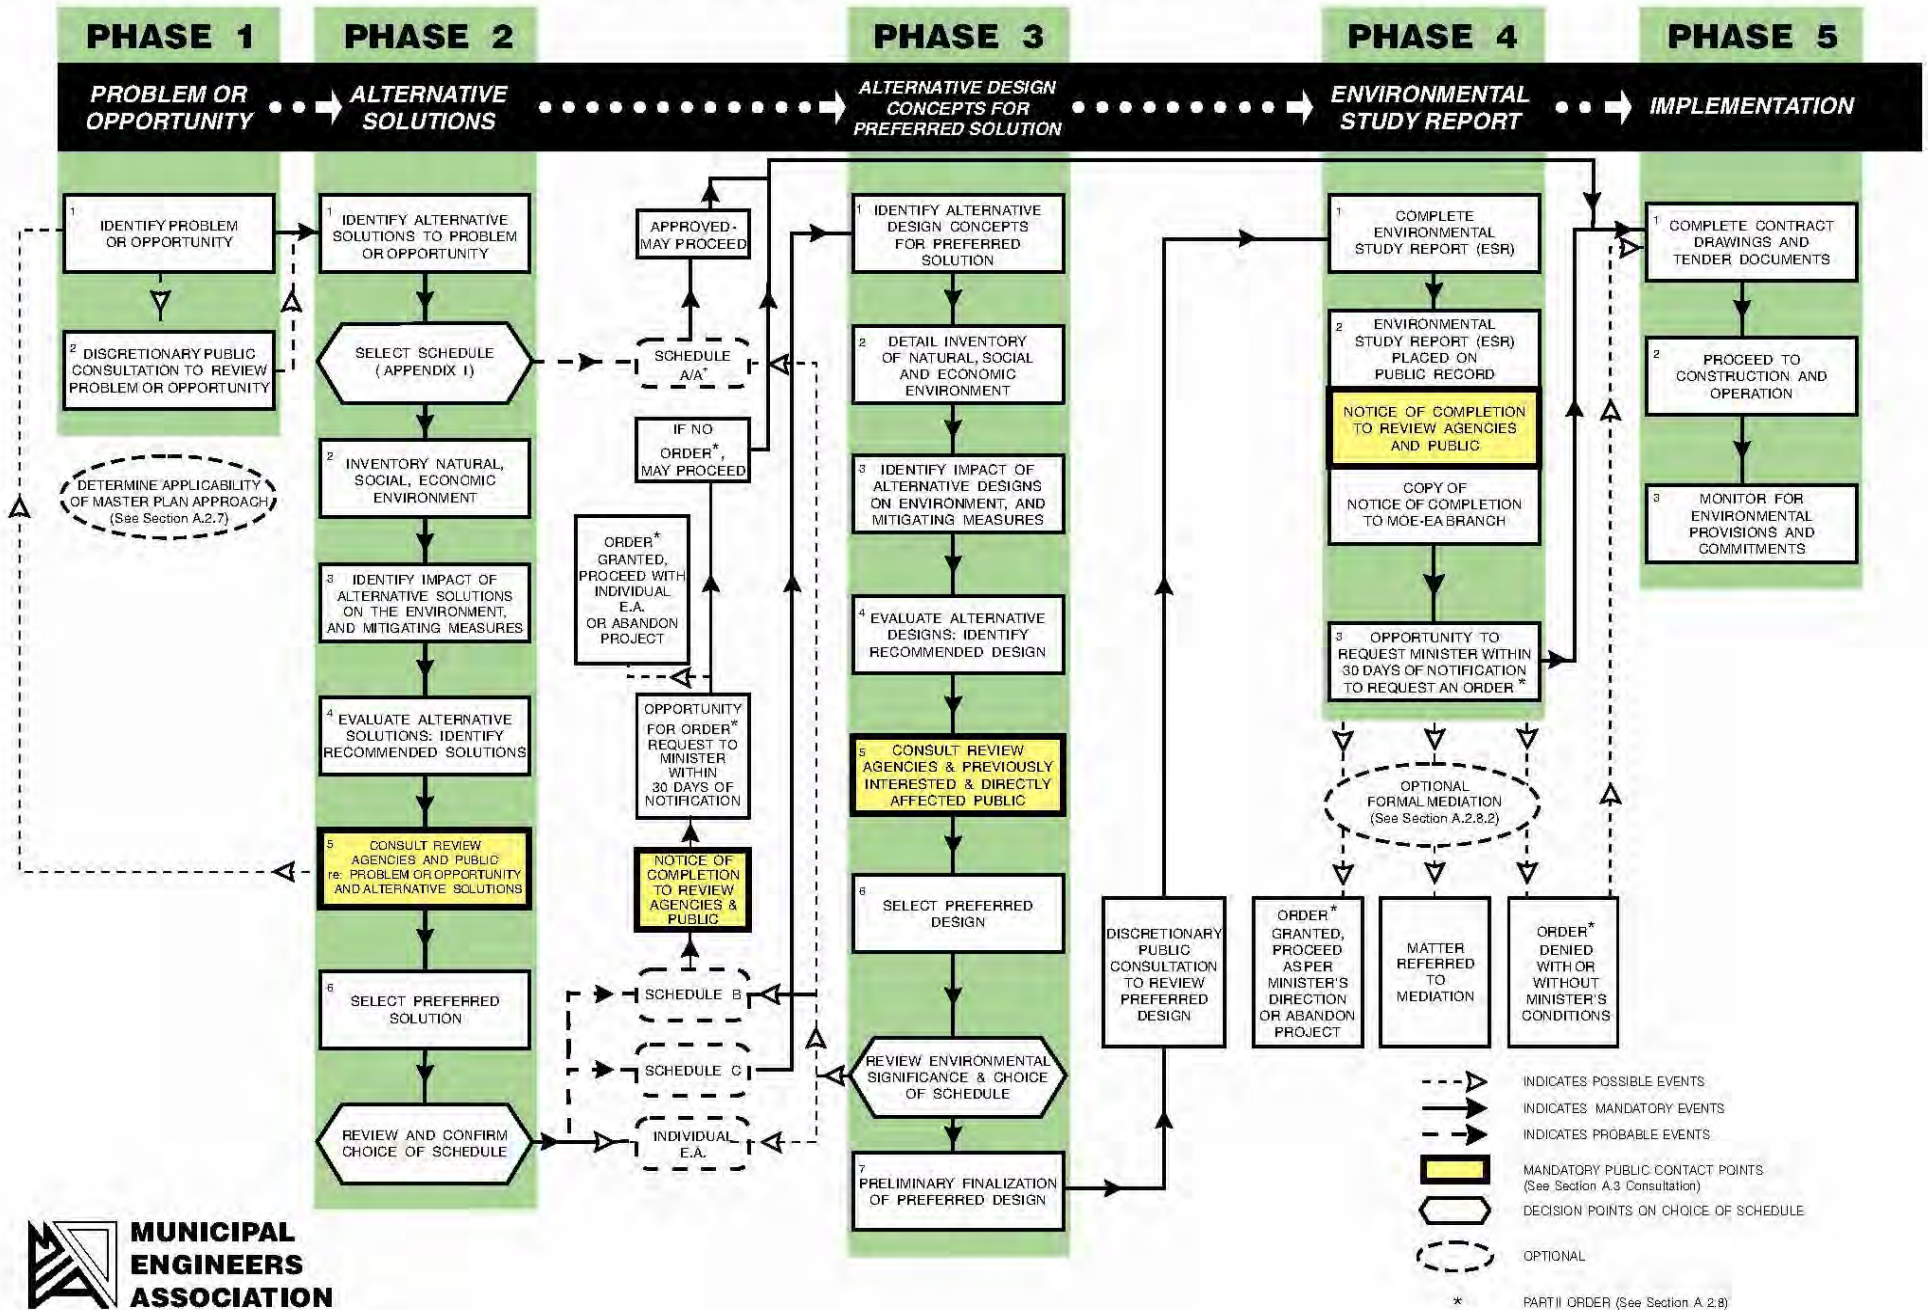 PHASE 1
PHASE 2
PHASE 3
PHASE 4
PHASE 5
PROBLEM OR
OPPORTUNITY
ALTERNATIVE
SOLUTIONS
ALTERNATIVE DESIGN
CONCEPTS FOR
PREFERRED SOLUTION
ENVIRONMENTAL
STUDY REPORT
IMPLEMENTATION
1
IDENTIFY PROBLEM
OR OPPORTUNITY
2 DISCRETIONARY PUBLIC
CONSULTATION TO REVIEW
PROBLEM OR OPPORTUNITY
DETERMINE APPLICABILITY
OF MASTER PLAN APPROACH
(See Section A.2.7)
1
IDENTIFY ALTERNATIVE
SOLUTIONS TO PROBLEM
OR OPPORTUNITY
SELECT SCHEDULE
(APPENDIX I)
2
INVENTORY NATURAL,
SOCIAL, ECONOMIC
ENVIRONMENT
3 IDENTIFY IMPACT OF
ALTERNATIVE SOLUTIONS
ON THE ENVIRONMENT,
AND MITIGATING MEASURES
4
EVALUATE ALTERNATIVE
SOLUTIONS: IDENTIFY
RECOMMENDED SOLUTIONS
5 CONSULT REVIEW
AGENCIES AND PUBLIC
re: PROBLEM OR OPPORTUNITY
AND ALTERNATIVE SOLUTIONS
6
SELECT PREFERRED
SOLUTION
REVIEW AND CONFIRM
CHOICE OF SCHEDULE
APPROVED-
MAY PROCEED
SCHEDULE
A/A+
IF NO
ORDER*,
MAY PROCEED
ORDER*
GRANTED,
PROCEED WITH
INDIVIDUAL
E.A.
OR ABANDON
PROJECT
OPPORTUNITY
FOR ORDER*
REQUEST TO
MINISTER
WITHIN
30 DAYS OF
NOTIFICATION
NOTICE OF
COMPLETION
TO REVIEW
AGENCIES &
PUBLIC
SCHEDULE B
SCHEDULE C
INDIVIDUAL
E.A.
1 IDENTIFY ALTERNATIVE
DESIGN CONCEPTS
FOR PREFERRED
SOLUTION
2
DETAIL INVENTORY
OF NATURAL, SOCIAL
AND ECONOMIC
ENVIRONMENT
3 IDENTIFY IMPACT OF
ALTERNATIVE DESIGNS
ON ENVIRONMENT, AND
MITIGATING MEASURES
4 EVALUATE ALTERNATIVE
DESIGNS: IDENTIFY
RECOMMENDED DESIGN
5 CONSULT REVIEW
AGENCIES & PREVIOUSLY
INTERESTED & DIRECTLY
AFFECTED PUBLIC
6
SELECT PREFERRED
DESIGN
REVIEW ENVIRONMENTAL
SIGNIFICANCE & CHOICE
OF SCHEDULE
7
PRELIMINARY FINALIZATION
OF PREFERRED DESIGN
DISCRETIONARY
PUBLIC
CONSULTATION
TO REVIEW
PREFERRED
DESIGN
1
COMPLETE
ENVIRONMENTAL
STUDY REPORT (ESR)
2 ENVIRONMENTAL
STUDY REPORT (ESR)
PLACED ON
PUBLIC RECORD
NOTICE OF COMPLETION
TO REVIEW AGENCIES
AND PUBLIC
COPY OF
NOTICE OF COMPLETION
TO MOE-EA BRANCH
3 OPPORTUNITY TO
REQUEST MINISTER WITHIN
30 DAYS OF NOTIFICATION
TO REQUEST AN ORDER *
OPTIONAL
FORMAL MEDIATION
(See Section A.2.8.2)
ORDER*
GRANTED,
PROCEED
AS PER
MINISTER'S
DIRECTION
OR ABANDON
PROJECT
MATTER
REFERRED
TO
MEDIATION
ORDER*
DENIED
WITH OR
WITHOUT
MINISTER'S
CONDITIONS
1
COMPLETE CONTRACT
DRAWINGS AND
TENDER DOCUMENTS
2
PROCEED TO
CONSTRUCTION AND
OPERATION
3
MONITOR FOR
ENVIRONMENTAL
PROVISIONS AND
COMMITMENTS
INDICATES POSSIBLE EVENTS
INDICATES MANDATORY EVENTS
INDICATES PROBABLE EVENTS
MANDATORY PUBLIC CONTACT POINTS
(See Section A.3 Consultation)
DECISION POINTS ON CHOICE OF SCHEDULE
OPTIONAL
* PART II ORDER (See Section A.2.8)
MUNICIPAL
ENGINEERS
ASSOCIATION